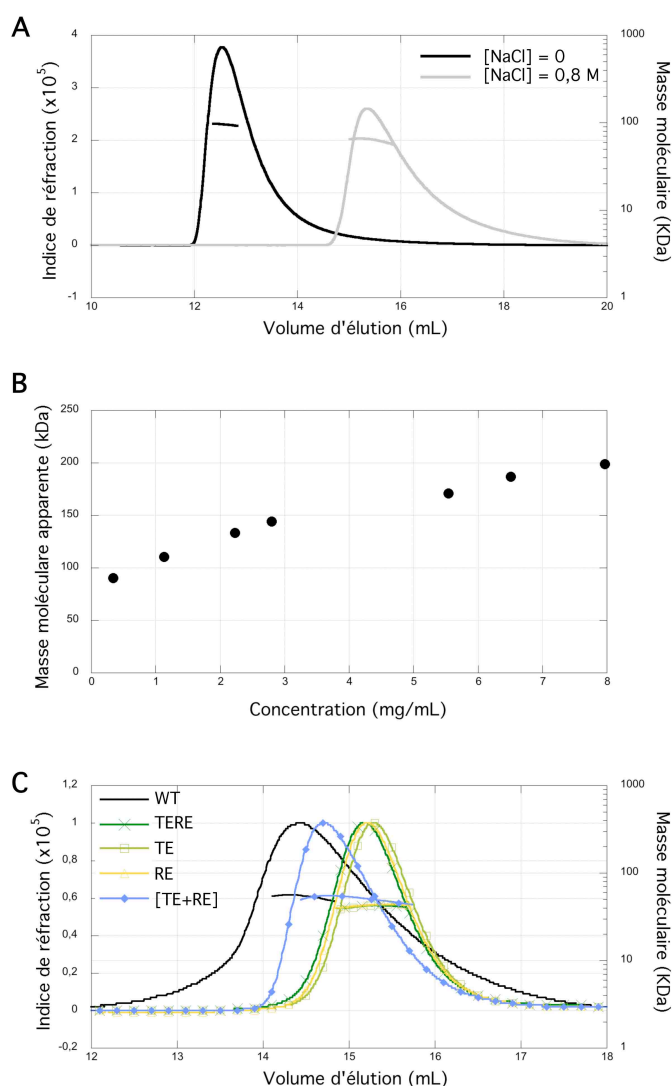 A
4
3
2
1
0
-1
Indice de réfraction (x10⁵)
[NaCl] = 0
[NaCl] = 0,8 M
1000
100
10
1
Masse moléculaire (KDa)
10 12 14 16 18 20
Volume d'élution (mL)
B
250
200
150
100
50
0
Masse moléculare apparente (kDa)
0 1 2 3 4 5 6 7 8
Concentration (mg/mL)
C
1,2
1
0,8
0,6
0,4
0,2
0
-0,2
Indice de réfraction (x10⁵)
WT
TERE
TE
RE
[TE+RE]
1000
100
10
1
Masse moléculaire (KDa)
12 13 14 15 16 17 18
Volume d'élution (mL)